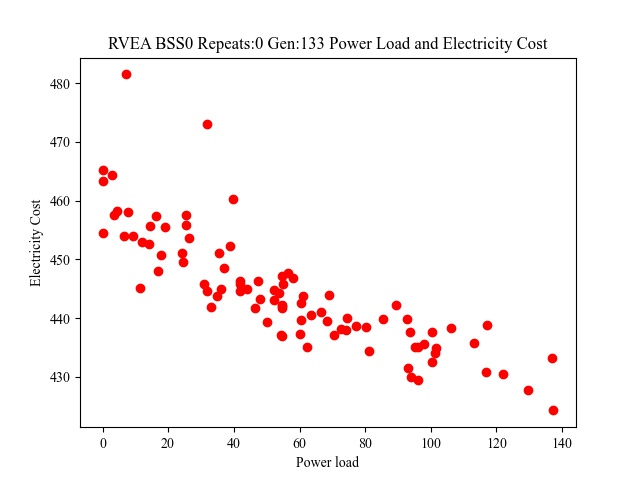 RVEA BSS0 Repeats:0 Gen:133 Power Load and Electricity Cost
480
470
460
450
440
430
Electricity Cost
0 20 40 60 80 100 120 140
Power load